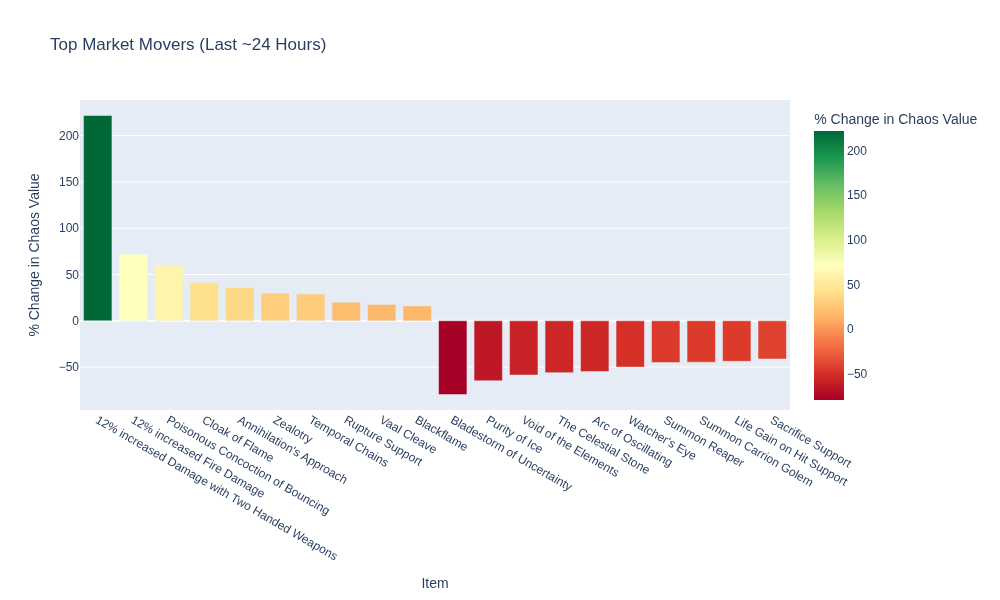 Top Market Movers (Last ~24 Hours)
% Change in Chaos Value
200
150
100
50
0
−50
12% increased Damage with Two Handed Weapons
12% increased Fire Damage
Poisonous Concoction of Bouncing
Cloak of Flame
Annihilation's Approach
Zealotry
Temporal Chains
Rupture Support
Vaal Cleave
Blackflame
Bladestorm of Uncertainty
Purity of Ice
Void of the Elements
The Celestial Stone
Arc of Oscillating
Watcher's Eye
Summon Reaper
Summon Carrion Golem
Life Gain on Hit Support
Sacrifice Support
Item
% Change in Chaos Value
200
150
100
50
0
−50